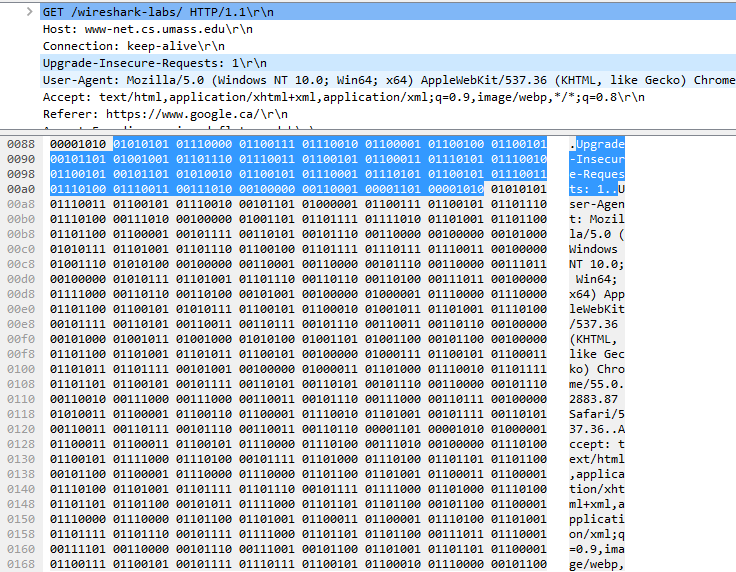 GET /wireshark-labs/ HTTP/1.1\r\n
Host: www-net.cs.umass.edu\r\n
Connection: keep-alive\r\n
Upgrade-Insecure-Requests: 1\r\n
User-Agent: Mozilla/5.0 (Windows NT 10.0; Win64; x64) AppleWebKit/537.36 (KHTML, like Gecko) Chrome
Accept: text/html,application/xhtml+xml,application/xml;q=0.9,image/webp,*/*;q=0.8\r\n
Referer: https://www.google.ca/\r\n
0088 00001010 01010101 01110000 01100111 01110010 01100001 01100100 01100101 .Upgrade
0090 00101101 01001001 01101110 01110011 01100101 01100011 01110101 01110010 -Insecur
0098 01100101 00101101 01010010 01100101 01110001 01110101 01100101 01110011 e-Reques
00a0 01110100 01110011 00111010 00100000 00110001 00001101 00001010 01010101 ts: 1..U
00a8 01110011 01100101 01110010 00101101 01000001 01100111 01100101 01101110 ser-Agen
00b0 01110100 00111010 00100000 01001101 01101111 01111010 01101001 01101100 t: Mozil
00b8 01101100 01100001 00101111 00110101 00101110 00110000 00100000 00101000 la/5.0 (
00c0 01010111 01101001 01101110 01100100 01101111 01110111 01110011 00100000 Windows
00c8 01001110 01010100 00100000 00110001 00110000 00101110 00110000 00111011 NT 10.0;
00d0 00100000 01010111 01101001 01101110 00110110 00110100 00111011 00100000 Win64;
00d8 01111000 00110110 00110100 00101001 00100000 01000001 01110000 01110000 x64) App
00e0 01101100 01100101 01010111 01100101 01100010 01001011 01101001 01110100 leWebKit
00e8 00101111 00110101 00110011 00110111 00101110 00110011 00110110 00100000 /537.36
00f0 00101000 01001011 01001000 01010100 01001101 01001100 00101100 00100000 (KHTML,
00f8 01101100 01101001 01101011 01100101 00100000 01000111 01100101 01100011 like Gec
0100 01101011 01101111 00101001 00100000 01000011 01101000 01110010 01101111 ko) Chro
0108 01101101 01100101 00101111 00110101 00110101 00101110 00110000 00101110 me/55.0.
0110 00110010 00111000 00111000 00110011 00101110 00111000 00110111 00100000 2883.87
0118 01010011 01100001 01100110 01100001 01110010 01101001 00101111 00110101 Safari/5
0120 00110011 00110111 00101110 00110011 00110110 00001101 00001010 01000001 37.36..A
0128 01100011 01100011 01100101 01110000 01110100 00111010 00100000 01110100 ccept: t
0130 01100101 01111000 01110100 00101111 01101000 01110100 01101101 01101100 ext/html
0138 00101100 01100001 01110000 01110000 01101100 01101001 01100011 01100001 ,applica
0140 01110100 01101001 01101111 01101110 00101111 01111000 01101000 01110100 tion/xht
0148 01101101 01101100 00101011 01111000 01101101 01101100 00101100 01100001 ml+xml,a
0150 01110000 01110000 01101100 01101001 01100011 01100001 01110100 01101001 pplicati
0158 01101111 01101110 00101111 01111000 01101101 01101100 00111011 01110001 on/xml;q
0160 00111101 00110000 00101110 00111001 00101100 01101001 01101101 01100001 =0.9,ima
0168 01100111 01100101 00101111 01110111 01100101 01100010 01110000 00101100 ge/webp,